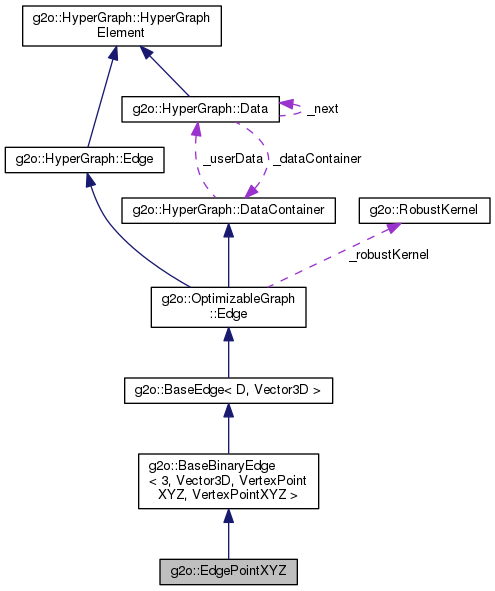 g2o::HyperGraph::HyperGraph
Element
g2o::HyperGraph::Data
_next
g2o::HyperGraph::Edge
_userData
_dataContainer
g2o::HyperGraph::DataContainer
g2o::RobustKernel
_robustKernel
g2o::OptimizableGraph
::Edge
g2o::BaseEdge< D, Vector3D >
g2o::BaseBinaryEdge
< 3, Vector3D, VertexPoint
XYZ, VertexPointXYZ >
g2o::EdgePointXYZ